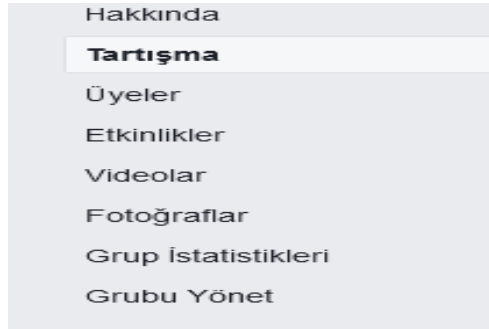 Hakkında
Tartışma
Üyeler
Etkinlikler
Videolar
Fotoğraflar
Grup İstatistikleri
Grubu Yönet